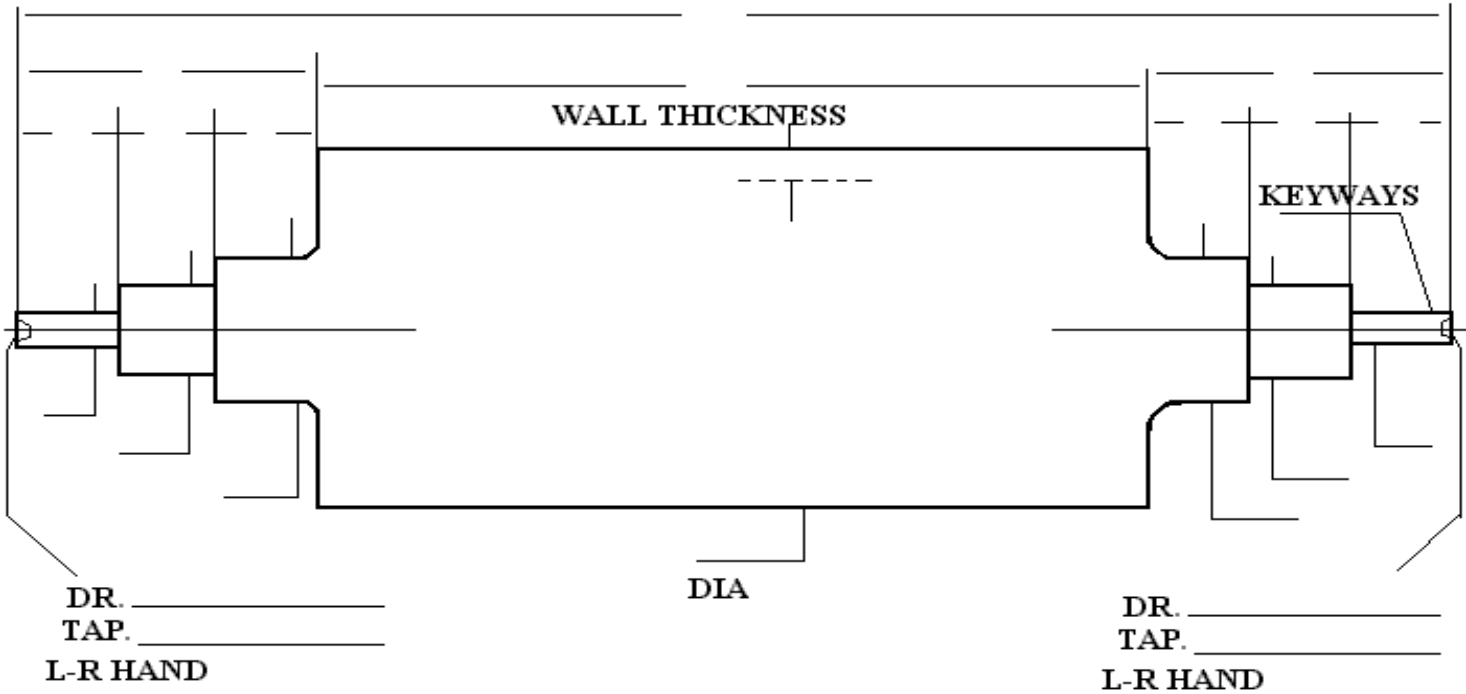 WALL THICKNESS
KEYWAYS
DIA
DR.
TAP.
L-R HAND
DR.
TAP.
L-R HAND